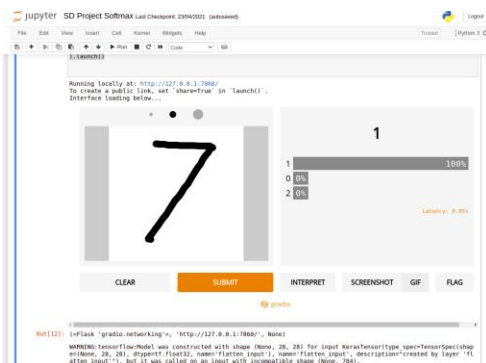 jupyter SD Project Softmax Last Checkpoint: 23/04/2021 (autosaved)
Logout
File Edit View Insert Cell Kernel Widgets Help
Trusted Python 3
Run Code
).launch()
Running locally at: http://127.0.0.1:7860/
To create a public link, set `share=True` in `launch()`.
Interface loading below...
7
1
1 100%
0 0%
2 0%
Latency: 0.05s
CLEAR SUBMIT INTERPRET SCREENSHOT GIF FLAG
gradio
Out[12]: (<Flask 'gradio.networking'>, 'http://127.0.0.1:7860/', None)
WARNING:tensorflow:Model was constructed with shape (None, 28, 28) for input KerasTensor(type_spec=TensorSpec(shap
e=(None, 28, 28), dtype=tf.float32, name='flatten_input'), name='flatten_input', description="created by layer 'fl
atten_input'"), but it was called on an input with incompatible shape (None, 784).